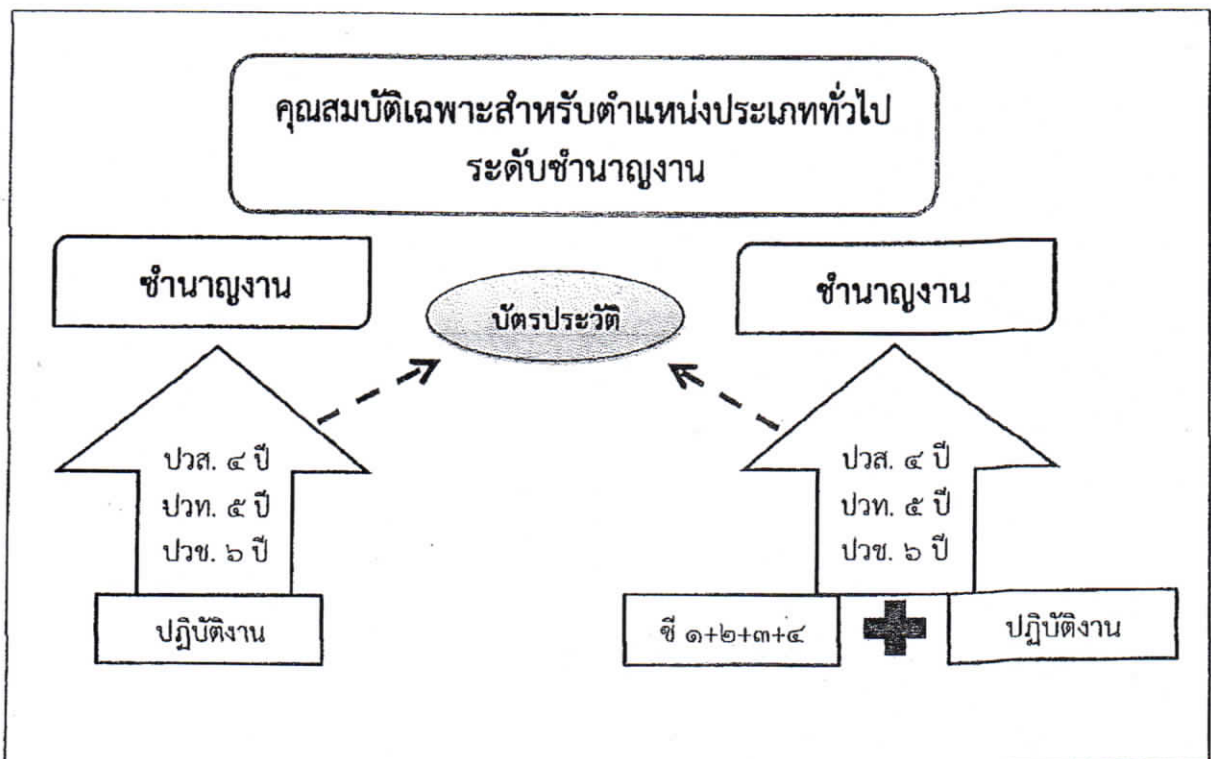 คุณสมบัติเฉพาะสำหรับตำแหน่งประเภททั่วไป
ระดับชำนาญงาน
ชำนาญงาน
บัตรประวัติ
ชำนาญงาน
ปวส. ๔ ปี
ปวท. ๕ ปี
ปวช. ๖ ปี
ปฏิบัติงาน
ปวส. ๔ ปี
ปวท. ๕ ปี
ปวช. ๖ ปี
ซี ๑+๒+๓+๔
ปฏิบัติงาน